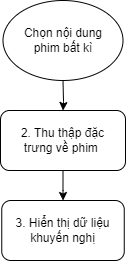 Chọn nội dung
phim bất kì
2. Thu thập đặc
trưng về phim
3. Hiển thị dữ liệu
khuyến nghị